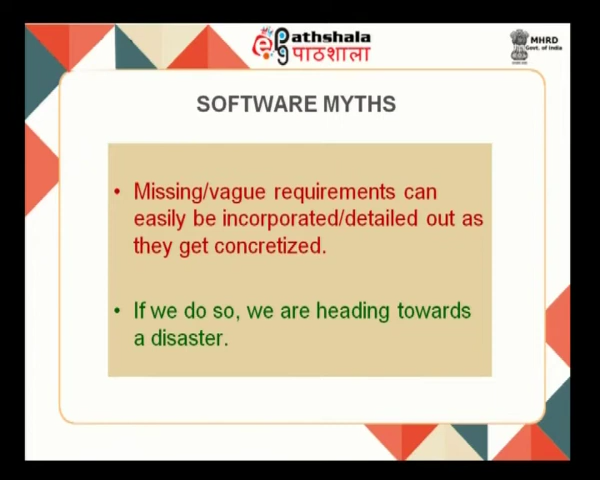 epgathshala
पाठशाला
MHRD
Govt. of India
SOFTWARE MYTHS
• Missing/vague requirements can
easily be incorporated/detailed out as
they get concretized.
• If we do so, we are heading towards
a disaster.